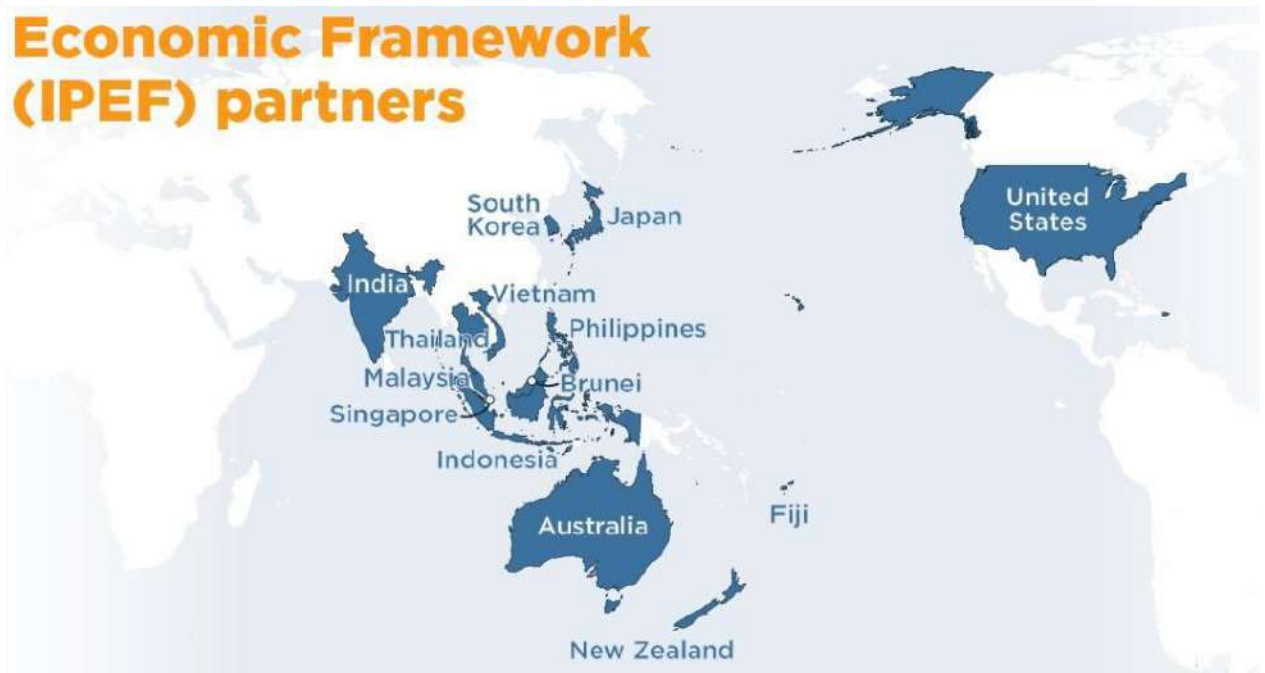 Economic Framework
(IPEF) partners
South
Korea
Japan
United
States
India
Vietnam
Thailand
Philippines
Malaysia
Brunei
Singapore
Indonesia
Australia
Fiji
New Zealand